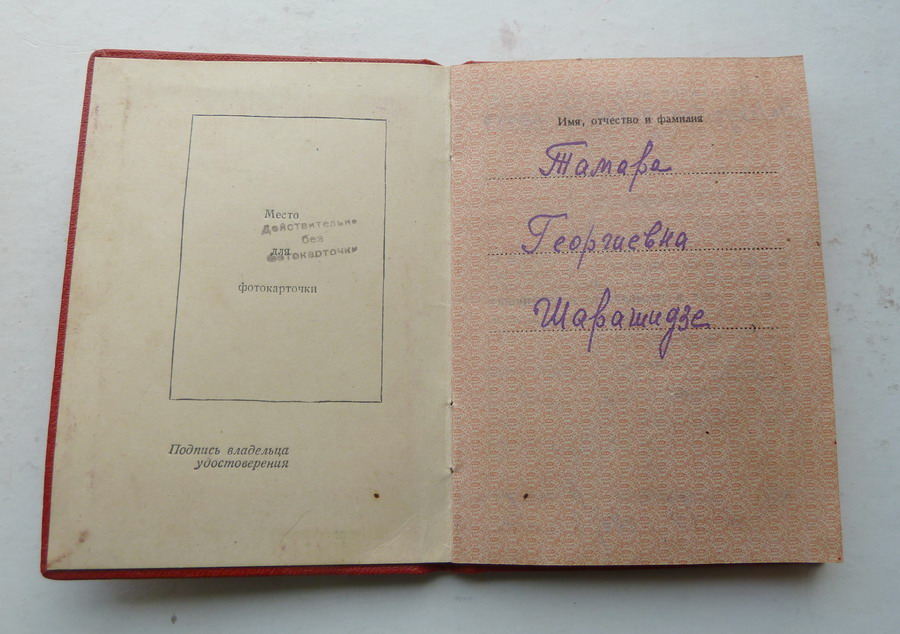 Место
Действительно
без
для
фотокарточки
фотокарточки
Подпись владельца
удостоверения
Имя, отчество и фамилия
Тамара
Георгиевна
Шарашидзе